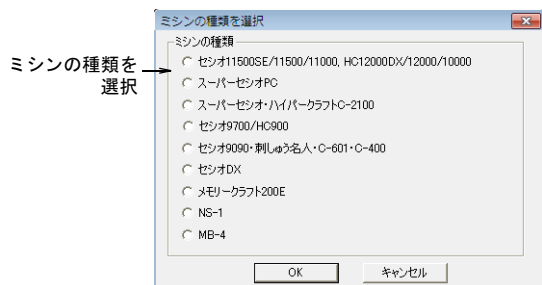 ミシンの種類を選択
ミシンの種類
ミシンの種類を
選択
セシオ11500SE/11500/11000, HC12000DX/12000/10000
スーパーセシオPC
スーパーセシオ・ハイパークラフトC-2100
セシオ9700/HC900
セシオ9090・刺しゅう名人・C-601・C-400
セシオDX
メモリークラフト200E
NS-1
MB-4
OK
キャンセル